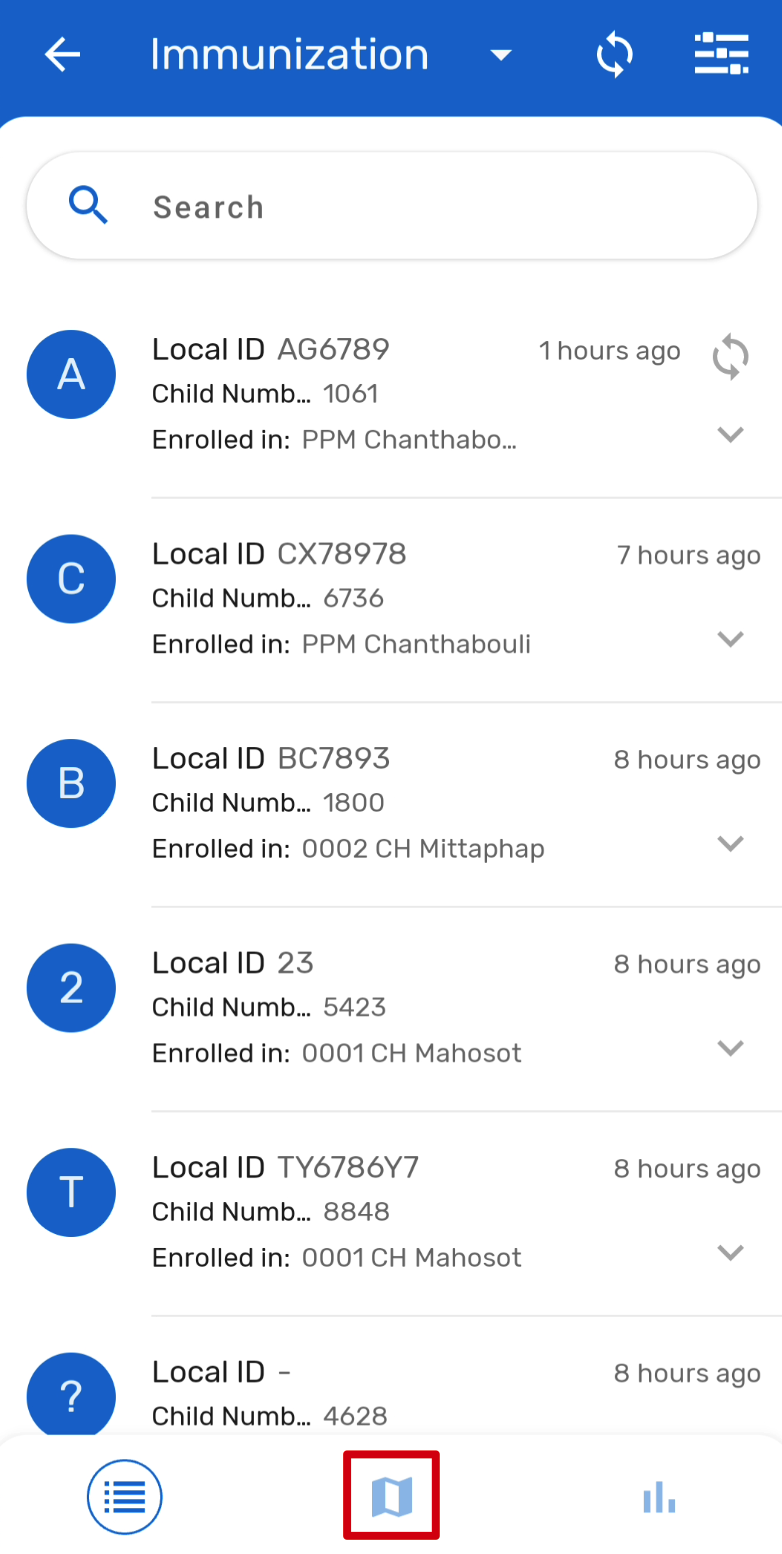 Immunization
Search
A
Local ID AG6789
1 hours ago
Child Numb... 1061
Enrolled in: PPM Chanthabo...
C
Local ID CX78978
7 hours ago
Child Numb... 6736
Enrolled in: PPM Chanthabouli
B
Local ID BC7893
8 hours ago
Child Numb... 1800
Enrolled in: 0002 CH Mittaphap
2
Local ID 23
8 hours ago
Child Numb... 5423
Enrolled in: 0001 CH Mahosot
T
Local ID TY6786Y7
8 hours ago
Child Numb... 8848
Enrolled in: 0001 CH Mahosot
?
Local ID -
8 hours ago
Child Numb... 4628